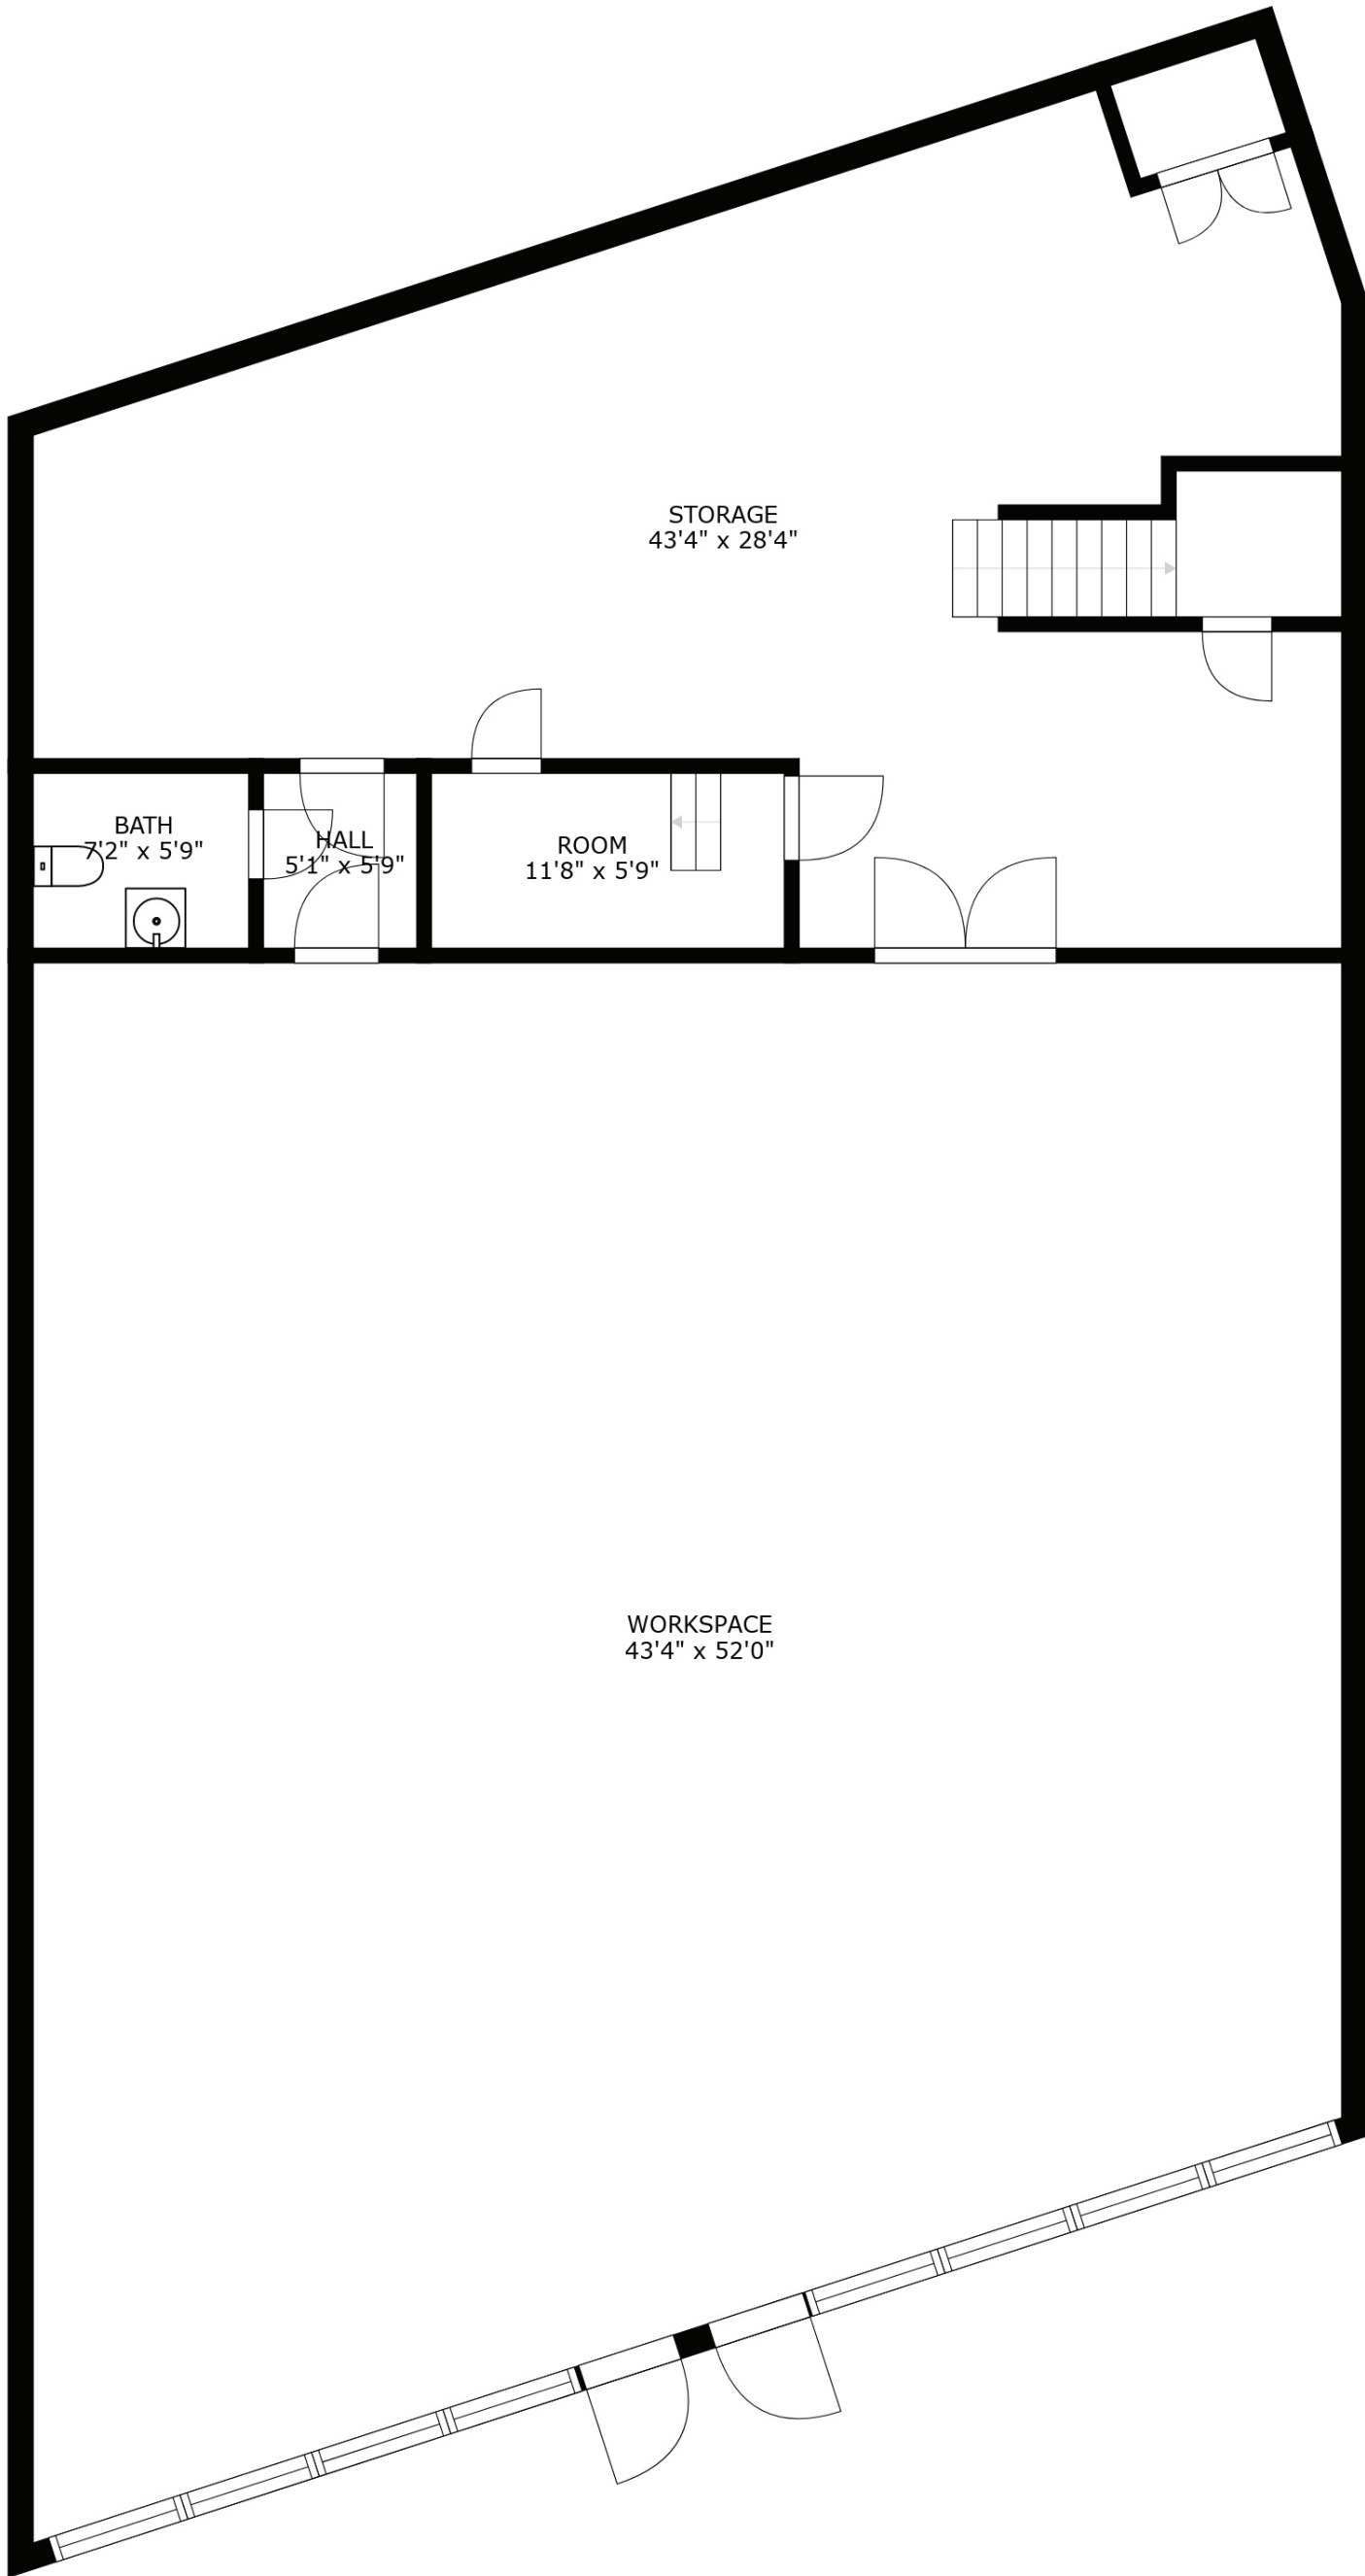 STORAGE
43'4" x 28'4"
BATH
7'2" x 5'9"
HALL
5'1" x 5'9"
ROOM
11'8" x 5'9"
WORKSPACE
43'4" x 52'0"